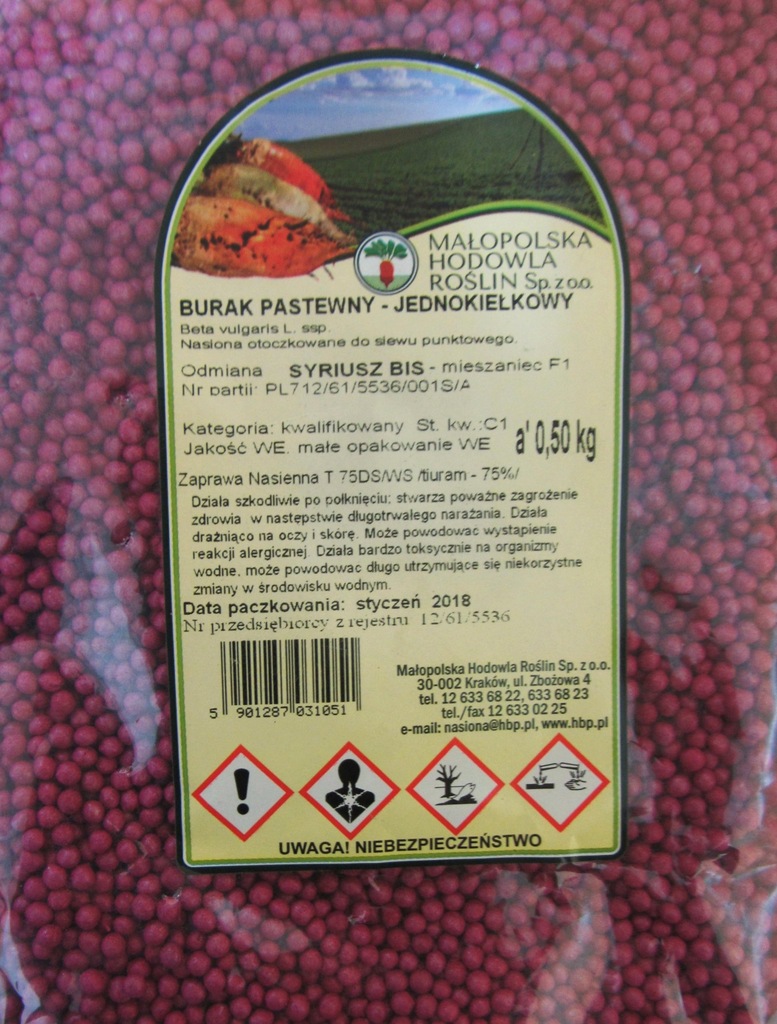 MAŁOPOLSKA
HODOWLA
ROŚLIN Sp. z o.o.
BURAK PASTEWNY - JEDNOKIEŁKOWY
Beta vulgaris L. ssp.
Nasiona otoczkowane do siewu punktowego.
Odmiana SYRIUSZ BIS - mieszaniec F1
Nr partii: PL712/61/5536/001S/A
Kategoria: kwalifikowany St. kw.:C1
Jakość WE. małe opakowanie WE
a' 0,50 kg
Zaprawa Nasienna T 75DS/WS /tiuram - 75%/
Działa szkodliwie po połknięciu; stwarza poważne zagrożenie
zdrowia w następstwie długotrwałego narażania. Działa
drażniąco na oczy i skórę. Może powodować wystąpienie
reakcji alergicznej. Działa bardzo toksycznie na organizmy
wodne, może powodować długo utrzymujące się niekorzystne
zmiany w środowisku wodnym.
Data paczkowania: styczeń 2018
Nr przedsiębiorcy z rejestru 12/61/5536
5 901287 031051
Małopolska Hodowla Roślin Sp. z o.o.
30-002 Kraków, ul. Zbożowa 4
tel. 12 633 68 22, 633 68 23
tel./fax 12 633 02 25
e-mail: nasiona@hbp.pl, www.hbp.pl
UWAGA! NIEBEZPIECZEŃSTWO